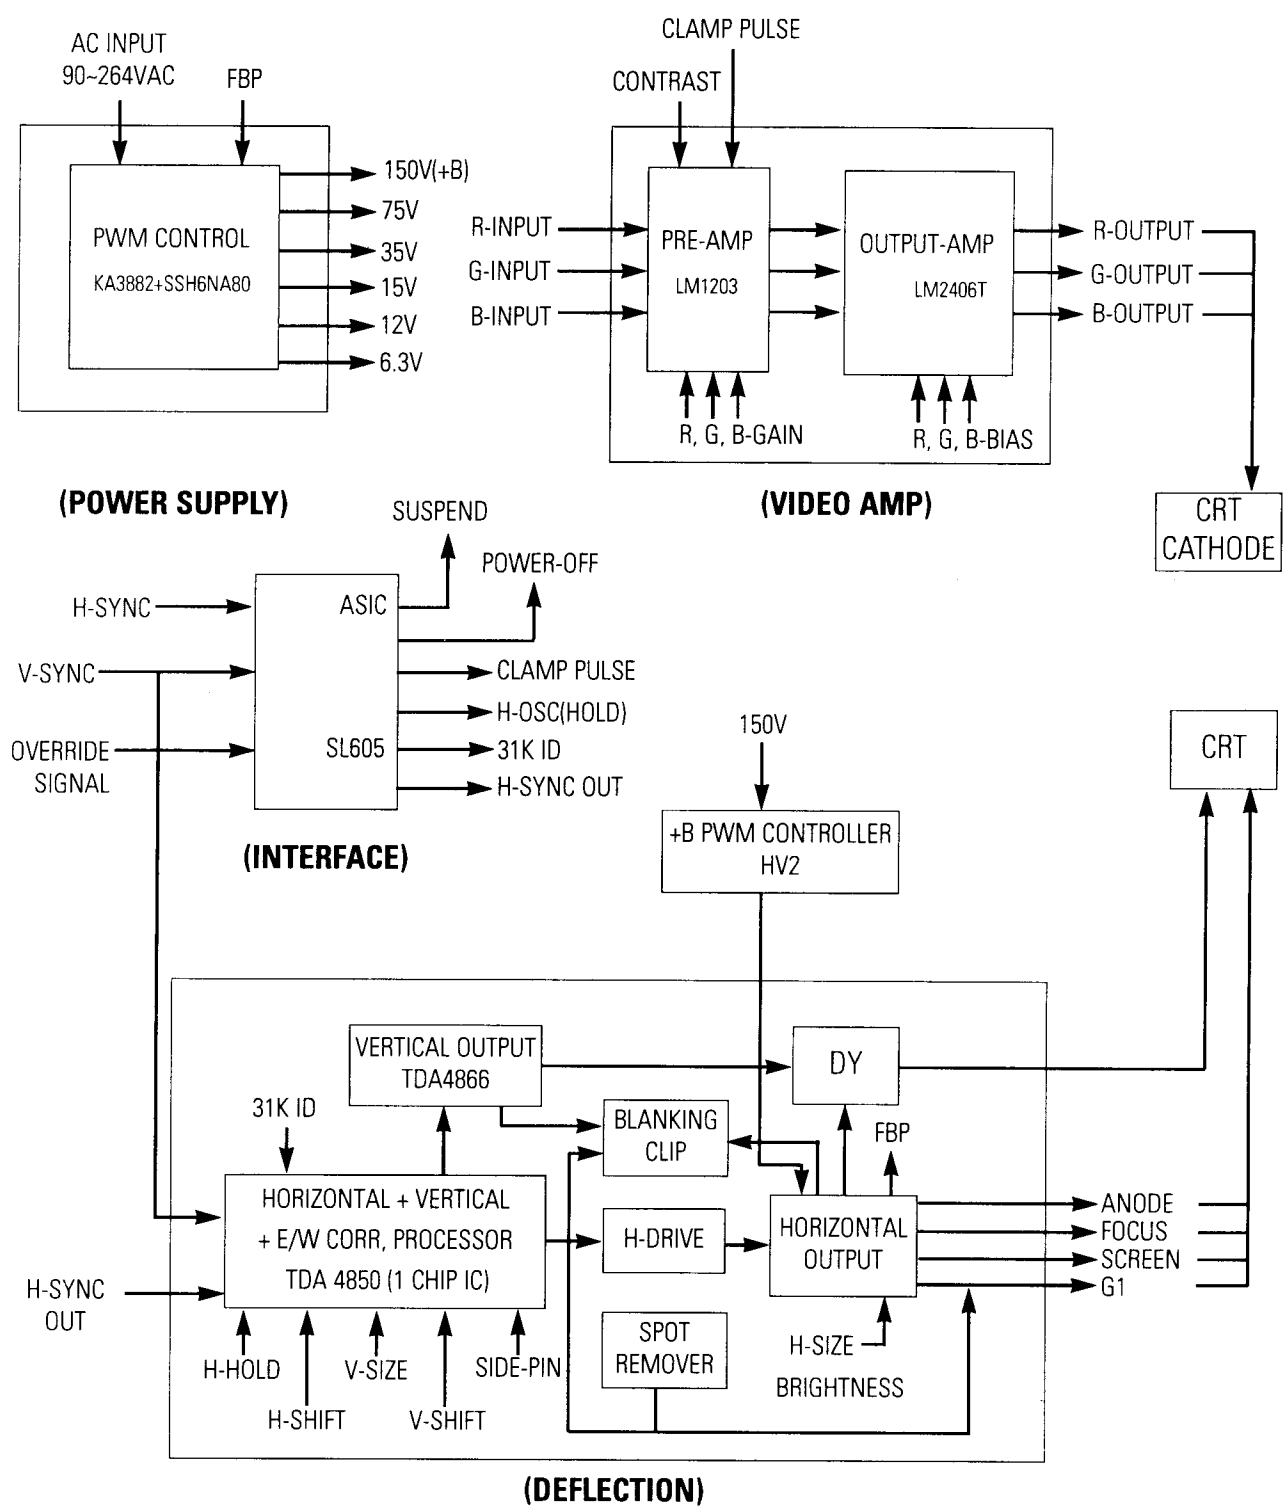 CLAMP PULSE
AC INPUT
90~264VAC
FBP
CONTRAST
150V(+B)
75V
35V
15V
12V
6.3V
PWM CONTROL
KA3882+SSH6NA80
R-INPUT
G-INPUT
B-INPUT
PRE-AMP
LM1203
OUTPUT-AMP
LM2406T
R-OUTPUT
G-OUTPUT
B-OUTPUT
R, G, B-GAIN
R, G, B-BIAS
(POWER SUPPLY)
(VIDEO AMP)
CRT
CATHODE
SUSPEND
POWER-OFF
H-SYNC
V-SYNC
OVERRIDE
SIGNAL
ASIC
SL605
CLAMP PULSE
H-OSC(HOLD)
31K ID
H-SYNC OUT
(INTERFACE)
150V
+B PWM CONTROLLER
HV2
CRT
VERTICAL OUTPUT
TDA4866
DY
31K ID
BLANKING
CLIP
FBP
HORIZONTAL + VERTICAL
+ E/W CORR, PROCESSOR
TDA 4850 (1 CHIP IC)
H-DRIVE
HORIZONTAL
OUTPUT
ANODE
FOCUS
SCREEN
G1
H-SYNC
OUT
SPOT
REMOVER
H-SIZE
BRIGHTNESS
H-HOLD
V-SIZE
SIDE-PIN
H-SHIFT
V-SHIFT
(DEFLECTION)